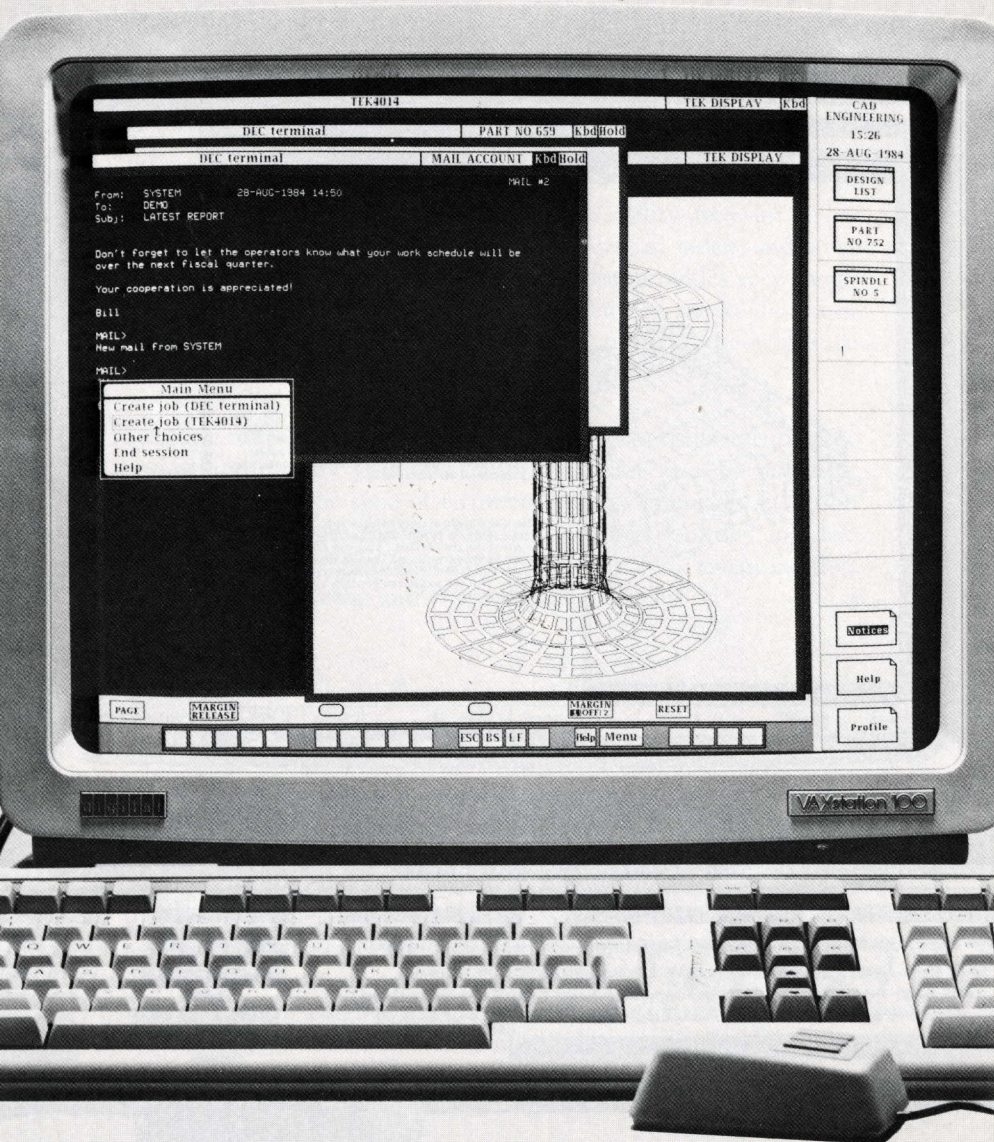 TEK4014
TEK DISPLAY
Kbd
DEC terminal
PART NO 659
Kbd
Hold
DEC terminal
MAIL ACCOUNT
Kbd
Hold
TEK DISPLAY
MAIL #2
From: SYSTEM 28-AUG-1984 14:50
To: DEMO
Subj: LATEST REPORT
Don't forget to let the operators know what your work schedule will be
over the next fiscal quarter.
Your cooperation is appreciated!
Bill
MAIL>
New mail from SYSTEM
MAIL>
Main Menu
Create job (DEC terminal)
Create job (TEK4014)
Other choices
End session
Help
CAD
ENGINEERING
15:26
28-AUG-1984
DESIGN
LIST
PART
NO 752
SPINDLE
NO 5
Notices
Help
Profile
PAGE
MARGIN
RELEASE
MARGIN
OFF:2
RESET
ESC
BS
LF
Help
Menu
digital
VAXstation 100
Q W E R T Y U I O P
A S D F G H J K L